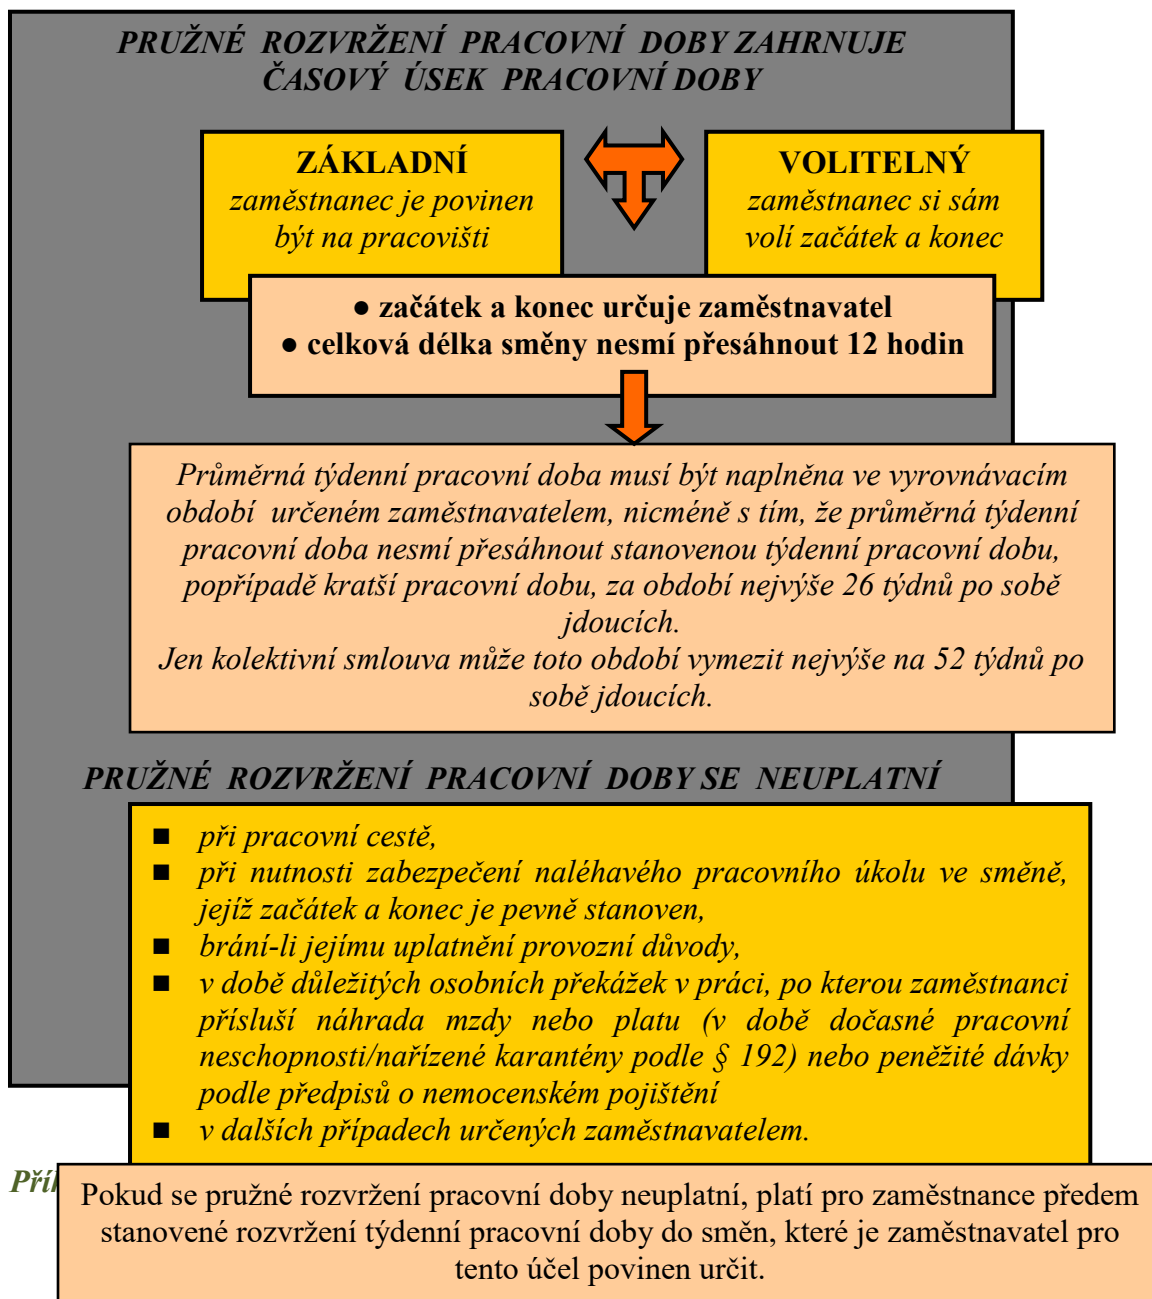 PRUŽNÉ ROZVRŽENÍ PRACOVNÍ DOBY ZAHRNUJE
ČASOVÝ ÚSEK PRACOVNÍ DOBY
ZÁKLADNÍ
zaměstnanec je povinen
být na pracovišti
VOLITELNÝ
zaměstnanec si sám
volí začátek a konec
● začátek a konec určuje zaměstnavatel
● celková délka směny nesmí přesáhnout 12 hodin
Průměrná týdenní pracovní doba musí být naplněna ve vyrovnávacím
období určeném zaměstnavatelem, nicméně s tím, že průměrná týdenní
pracovní doba nesmí přesáhnout stanovenou týdenní pracovní dobu,
popřípadě kratší pracovní dobu, za období nejvýše 26 týdnů po sobě
jdoucích.
Jen kolektivní smlouva může toto období vymezit nejvýše na 52 týdnů po
sobě jdoucích.
PRUŽNÉ ROZVRŽENÍ PRACOVNÍ DOBY SE NEUPLATNÍ
■ při pracovní cestě,
■ při nutnosti zabezpečení naléhavého pracovního úkolu ve směně,
jejíž začátek a konec je pevně stanoven,
■ brání-li jejímu uplatnění provozní důvody,
■ v době důležitých osobních překážek v práci, po kterou zaměstnanci
přísluší náhrada mzdy nebo platu (v době dočasné pracovní
neschopnosti/nařízené karantény podle § 192) nebo peněžité dávky
podle předpisů o nemocenském pojištění
■ v dalších případech určených zaměstnavatelem.
Pokud se pružné rozvržení pracovní doby neuplatní, platí pro zaměstnance předem
stanovené rozvržení týdenní pracovní doby do směn, které je zaměstnavatel pro
tento účel povinen určit.